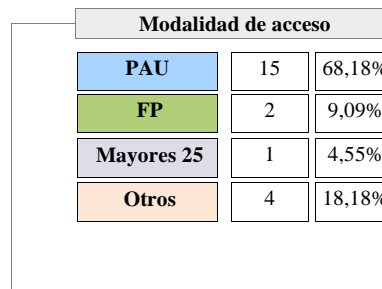 Modalidad de acceso
PAU 15 68,18%
FP 2 9,09%
Mayores 25 1 4,55%
Otros 4 18,18%